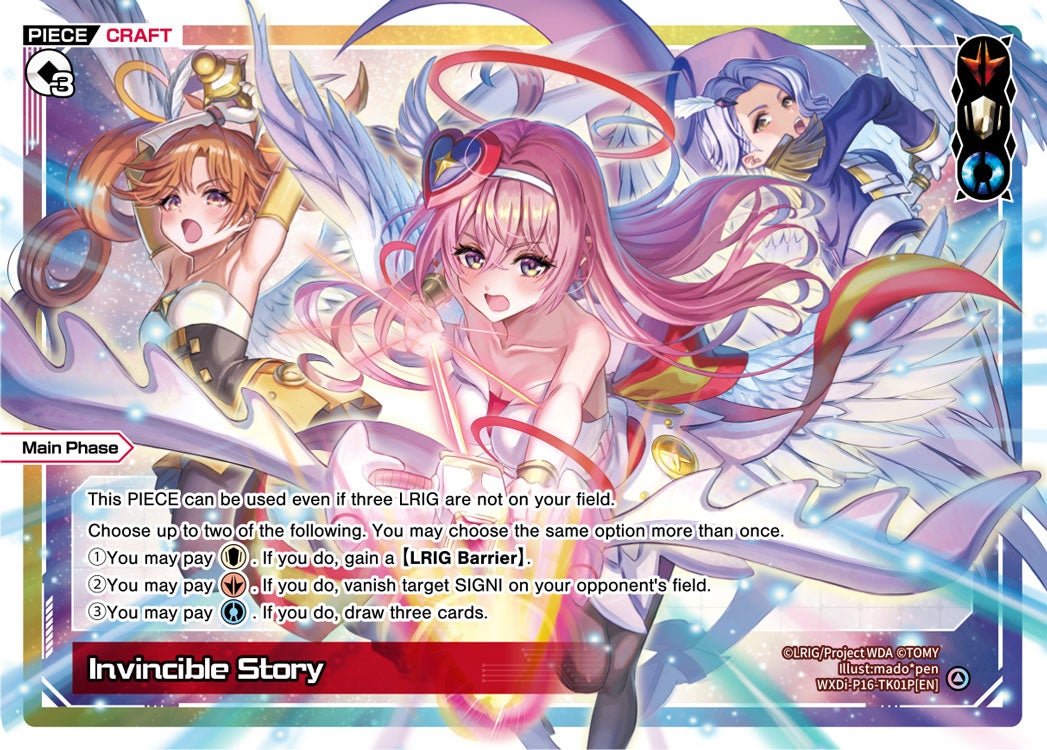 PIECE CRAFT
3
Main Phase
This PIECE can be used even if three LRIG are not on your field.
Choose up to two of the following. You may choose the same option more than once.
①You may pay . If you do, gain a 【LRIG Barrier】.
②You may pay . If you do, vanish target SIGNI on your opponent's field.
③You may pay . If you do, draw three cards.
Invincible Story
©LRIG/Project WDA ©TOMY
Illust:mado*pen
WXDi-P16-TK01P[EN]